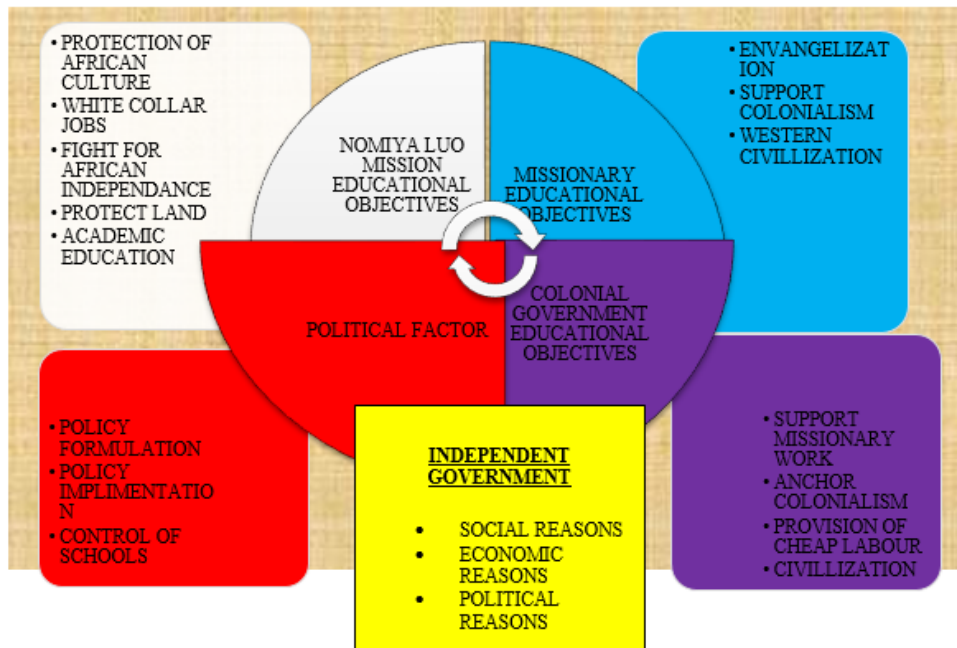 • PROTECTION OF
AFRICAN
CULTURE
• WHITE COLLAR
JOBS
• FIGHT FOR
AFRICAN
INDEPENDANCE
• PROTECT LAND
• ACADEMIC
EDUCATION
NOMIYA LUO
MISSION
EDUCATIONAL
OBJECTIVES
MISSIONARY
EDUCATIONAL
OBJECTIVES
• ENVANGELIZAT
ION
• SUPPORT
COLONIALISM
• WESTERN
CIVILLIZATION
POLITICAL FACTOR
COLONIAL
GOVERNMENT
EDUCATIONAL
OBJECTIVES
• POLICY
FORMULATION
• POLICY
IMPLIMENTATIO
N
• CONTROL OF
SCHOOLS
INDEPENDENT
GOVERNMENT
• SOCIAL REASONS
• ECONOMIC
REASONS
• POLITICAL
REASONS
• SUPPORT
MISSIONARY
WORK
• ANCHOR
COLONIALISM
• PROVISION OF
CHEAP LABOUR
• CIVILLIZATION